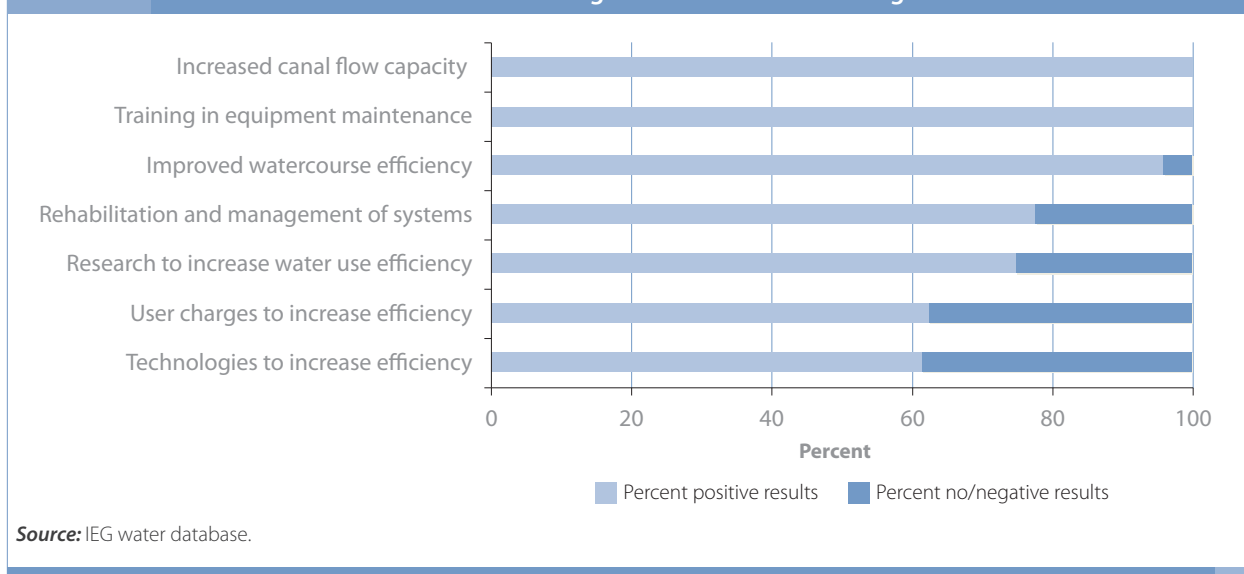 Increased canal flow capacity
Training in equipment maintenance
Improved watercourse efficiency
Rehabilitation and management of systems
Research to increase water use efficiency
User charges to increase efficiency
Technologies to increase efficiency
0 20 40 60 80 100
Percent
Percent positive results Percent no/negative results
Source: IEG water database.